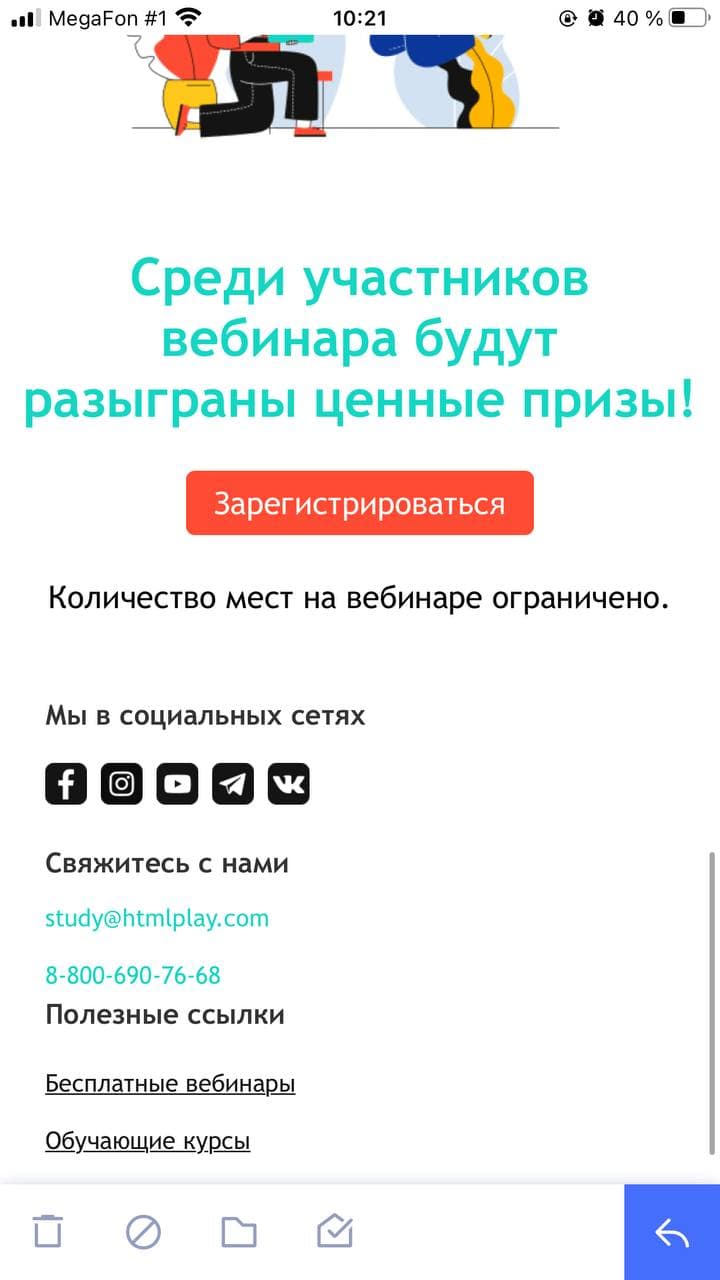 MegaFon #1 10:21 40 %
Среди участников
вебинара будут
разыграны ценные призы!
Зарегистрироваться
Количество мест на вебинаре ограничено.
Мы в социальных сетях
Свяжитесь с нами
study@htmlplay.com
8-800-690-76-68
Полезные ссылки
Бесплатные вебинары
Обучающие курсы